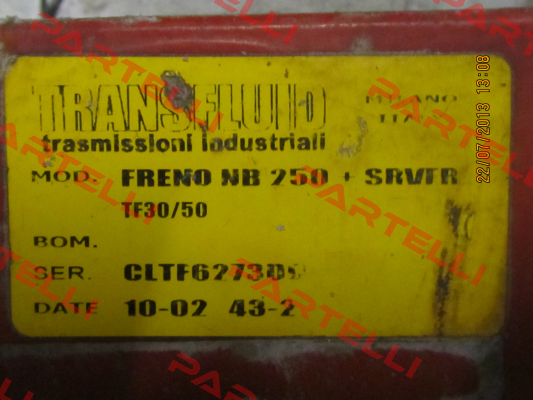 TRANSFLUID
trasmissioni industriali
MILANO
MOD. FRENO NB 250 + SRVFR
TF30/50
BOM.
SER.
DATE 10-02 43-2
22/07/2013 13:08
PARTELLI